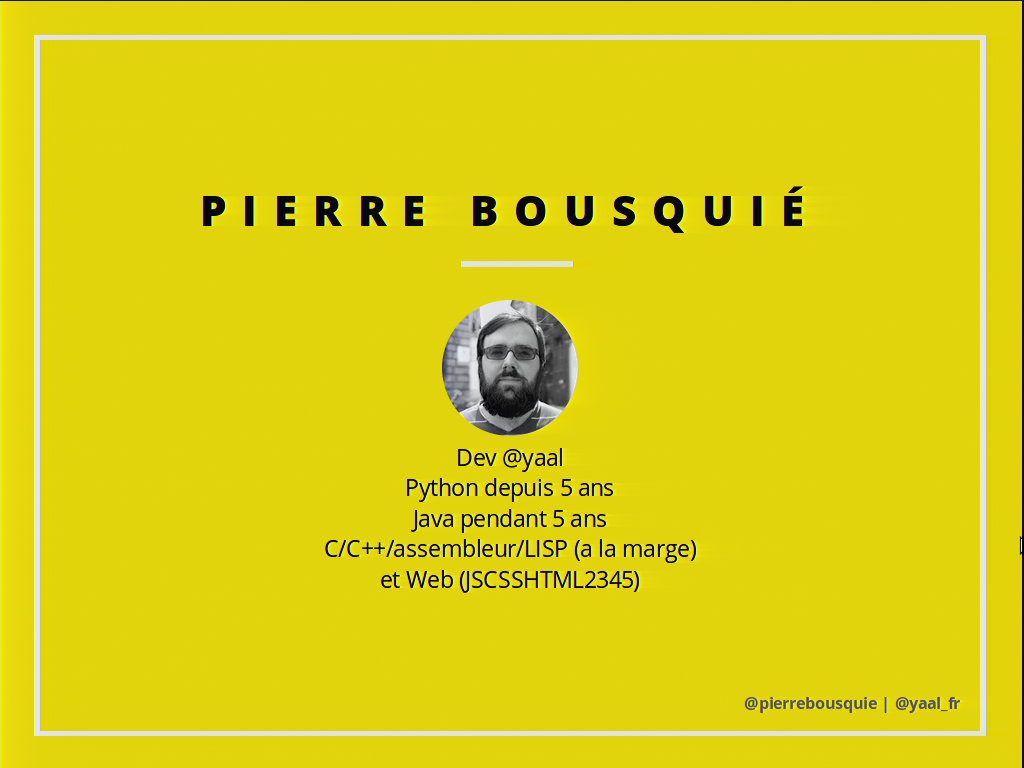 PIERRE BOUSQUIÉ
Dev @yaal
Python depuis 5 ans
Java pendant 5 ans
C/C++/assembleur/LISP (a la marge)
et Web (JSCSSHTML2345)
@pierrebousquie | @yaal_fr